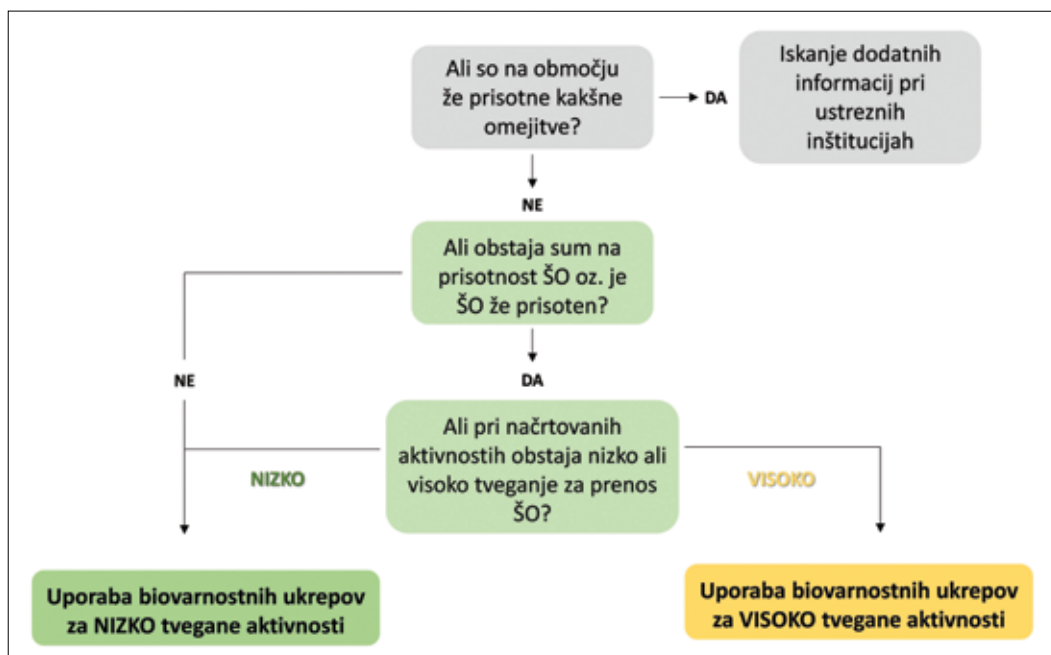 Ali so na območju
že prisotne kakšne
omejitve?
DA
Iskanje dodatnih
informacij pri
ustreznih
inštitucijah
NE
Ali obstaja sum na
prisotnost ŠO oz. je
ŠO že prisoten?
NE
DA
Ali pri načrtovanih
aktivnostih obstaja nizko ali
visoko tveganje za prenos
ŠO?
NIZKO
VISOKO
Uporaba biovarnostnih ukrepov
za NIZKO tvegane aktivnosti
Uporaba biovarnostnih ukrepov
za VISOKO tvegane aktivnosti